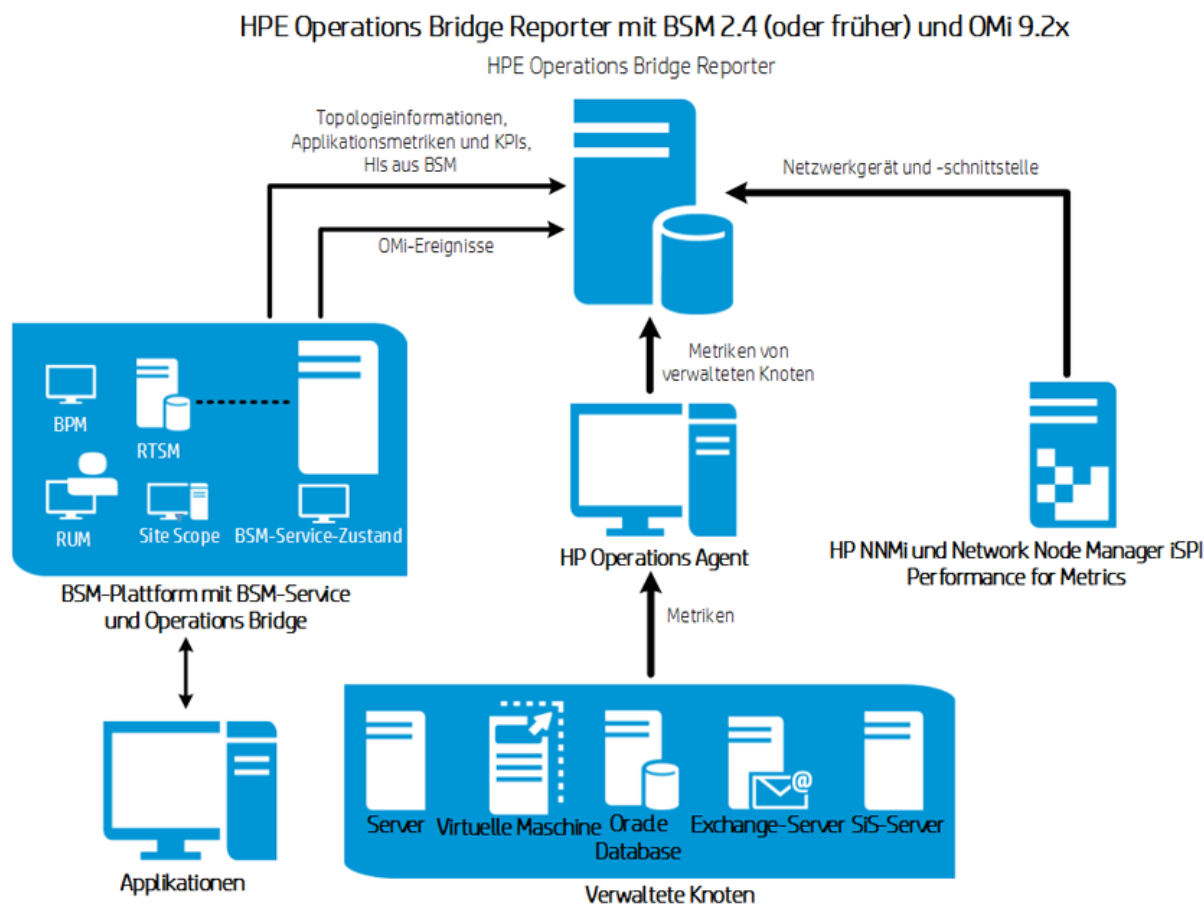 HPE Operations Bridge Reporter mit BSM 2.4 (oder früher) und OMi 9.2x
HPE Operations Bridge Reporter
Topologieinformationen,
Applikationsmetriken und KPIs,
HIs aus BSM
Netzwerkgerät und -schnittstelle
OMi-Ereignisse
Metriken von
verwalteten Knoten
BPM
RTSM
RUM
Site Scope
BSM-Service-Zustand
BSM-Plattform mit BSM-Service
und Operations Bridge
HP Operations Agent
HP NNMi und Network Node Manager iSPI
Performance for Metrics
Metriken
Applikationen
Server
Virtuelle Maschine
Oracle
Database
Exchange-Server
@
SiS-Server
Verwaltete Knoten